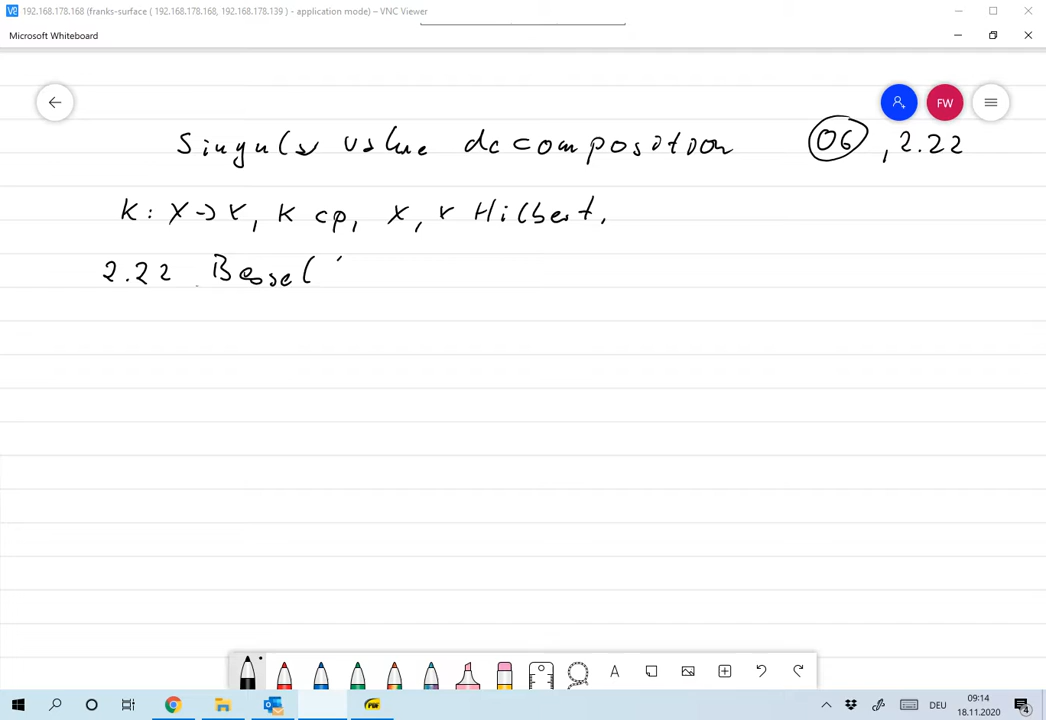 192.168.178.168 (franks-surface ( 192.168.178.168, 192.168.178.139 ) - application mode) – VNC Viewer
Microsoft Whiteboard
FW
Singular value decomposition 06, 2.22
K: X → Y, K cp, X, Y Hilbert.
2.22 Bessel'
A
DEU
09:14
18.11.2020
4